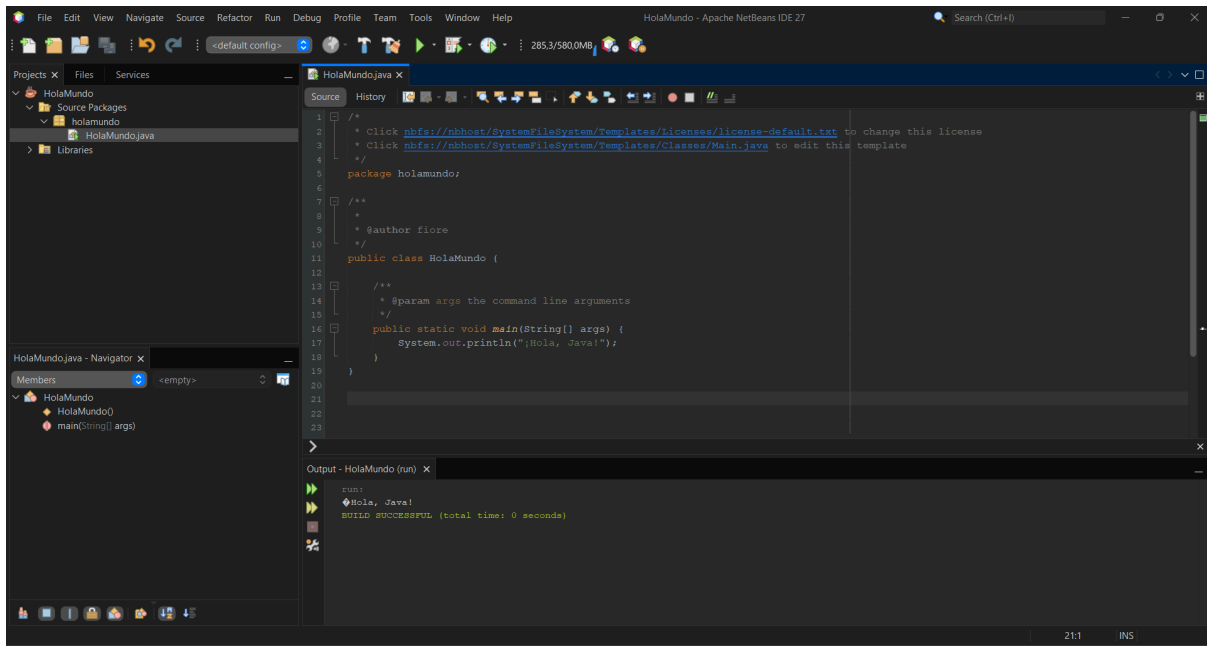 File Edit View Navigate Source Refactor Run Debug Profile Team Tools Window Help HolaMundo - Apache NetBeans IDE 27 Search (Ctrl+I)
<default config> 285,3/580,0MB
Projects Files Services
HolaMundo
Source Packages
holamundo
HolaMundo.java
Libraries
HolaMundo.java
Source History
1 /*
2 * Click nbfs://nbhost/SystemFileSystem/Templates/Licenses/license-default.txt to change this license
3 * Click nbfs://nbhost/SystemFileSystem/Templates/Classes/Main.java to edit this template
4 */
5 package holamundo;
6
7 /**
8 *
9 * @author fiore
10 */
11 public class HolaMundo {
12
13 /**
14 * @param args the command line arguments
15 */
16 public static void main(String[] args) {
17 System.out.println("¡Hola, Java!");
18 }
19 }
20
21
22
23
HolaMundo.java - Navigator
Members <empty>
HolaMundo
HolaMundo()
main(String[] args)
Output - HolaMundo (run)
run:
�Hola, Java!
BUILD SUCCESSFUL (total time: 0 seconds)
21:1 INS